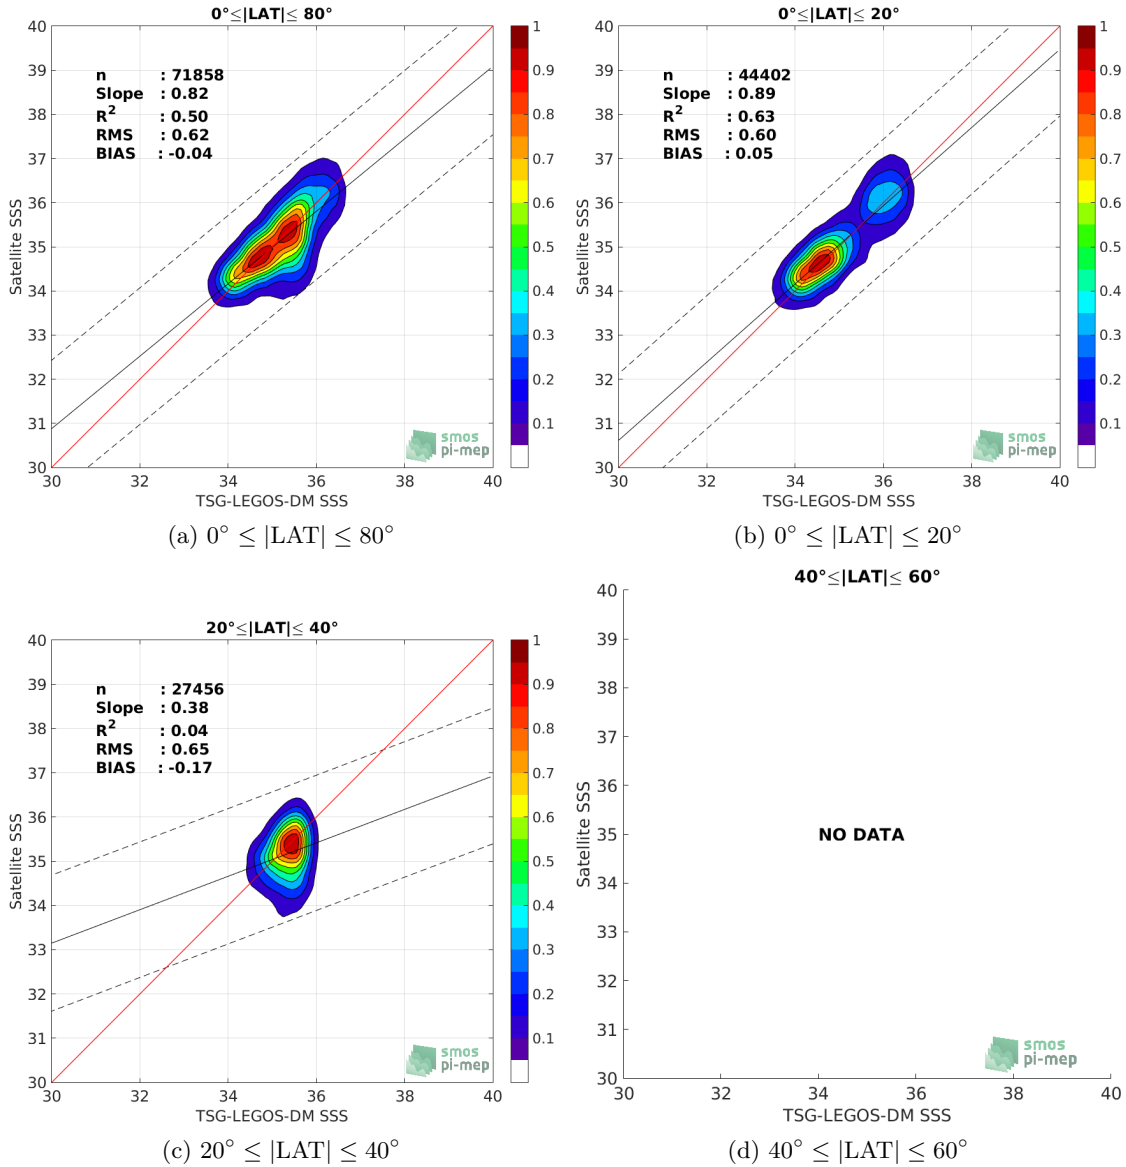 0°≤|LAT|≤ 80°
n : 71858
Slope : 0.82
R² : 0.50
RMS : 0.62
BIAS : -0.04
Satellite SSS
40
39
38
37
36
35
34
33
32
31
30
30 32 34 36 38 40
TSG-LEGOS-DM SSS
1
0.9
0.8
0.7
0.6
0.5
0.4
0.3
0.2
0.1
smos
pi-mep
(a) 0° ≤ |LAT| ≤ 80°
0°≤|LAT|≤ 20°
n : 44402
Slope : 0.89
R² : 0.63
RMS : 0.60
BIAS : 0.05
Satellite SSS
40
39
38
37
36
35
34
33
32
31
30
30 32 34 36 38 40
TSG-LEGOS-DM SSS
1
0.9
0.8
0.7
0.6
0.5
0.4
0.3
0.2
0.1
smos
pi-mep
(b) 0° ≤ |LAT| ≤ 20°
20°≤|LAT|≤ 40°
n : 27456
Slope : 0.38
R² : 0.04
RMS : 0.65
BIAS : -0.17
Satellite SSS
40
39
38
37
36
35
34
33
32
31
30
30 32 34 36 38 40
TSG-LEGOS-DM SSS
1
0.9
0.8
0.7
0.6
0.5
0.4
0.3
0.2
0.1
smos
pi-mep
(c) 20° ≤ |LAT| ≤ 40°
40°≤|LAT|≤ 60°
Satellite SSS
40
39
38
37
36
35
34
33
32
31
30
NO DATA
30 32 34 36 38 40
TSG-LEGOS-DM SSS
smos
pi-mep
(d) 40° ≤ |LAT| ≤ 60°